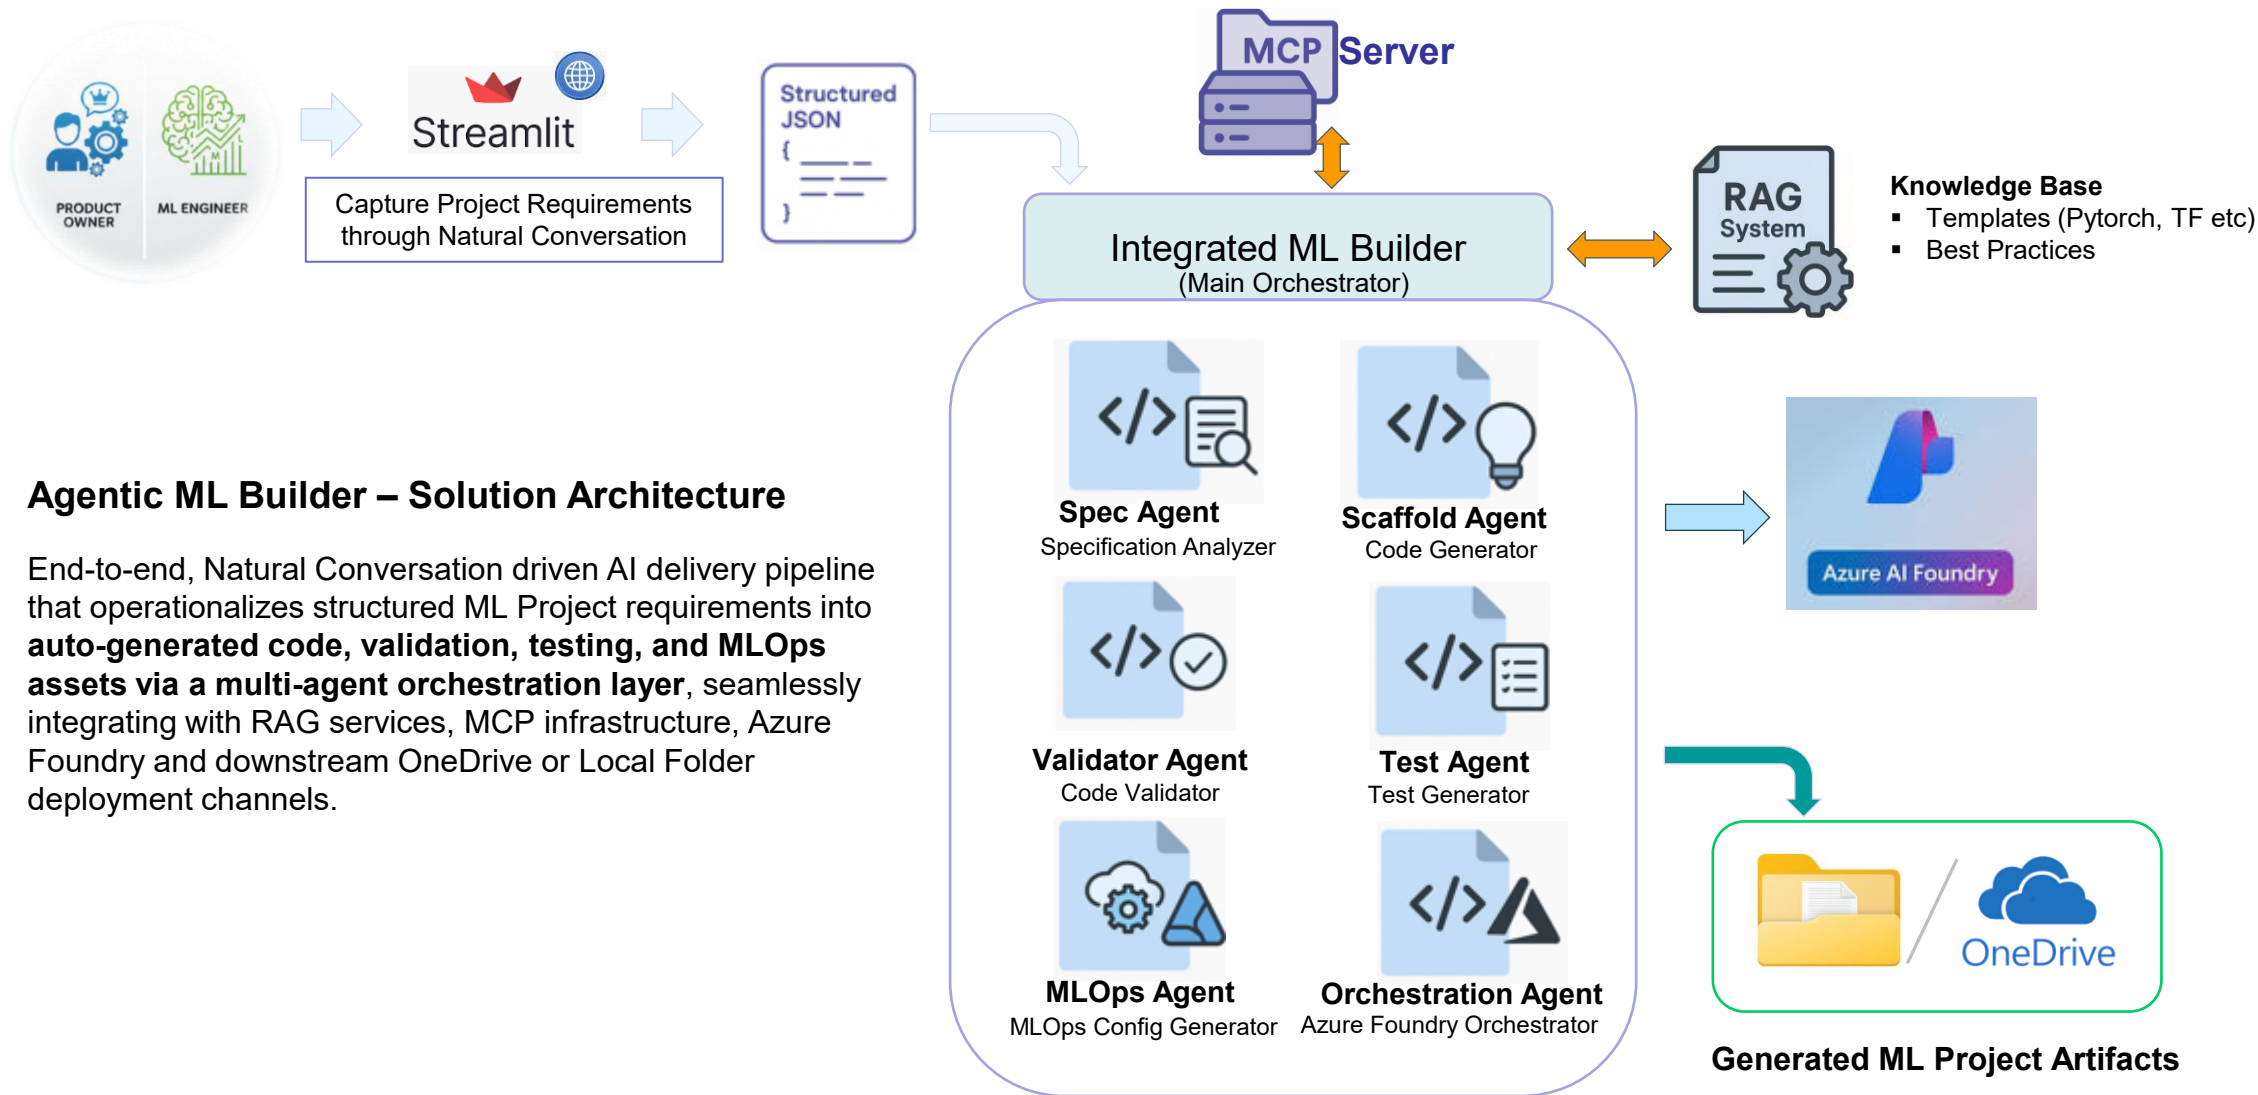 PRODUCT
OWNER
ML ENGINEER
Streamlit
Capture Project Requirements
through Natural Conversation
Structured
JSON
{
}
MCP Server
Integrated ML Builder
(Main Orchestrator)
RAG
System
Knowledge Base
▪ Templates (Pytorch, TF etc)
▪ Best Practices
Agentic ML Builder – Solution Architecture
End-to-end, Natural Conversation driven AI delivery pipeline
that operationalizes structured ML Project requirements into
auto-generated code, validation, testing, and MLOps
assets via a multi-agent orchestration layer, seamlessly
integrating with RAG services, MCP infrastructure, Azure
Foundry and downstream OneDrive or Local Folder
deployment channels.
</>
Spec Agent
Specification Analyzer
</>
Scaffold Agent
Code Generator
</>
Validator Agent
Code Validator
</>
Test Agent
Test Generator
MLOps Agent
MLOps Config Generator
</>
Orchestration Agent
Azure Foundry Orchestrator
Azure AI Foundry
OneDrive
Generated ML Project Artifacts